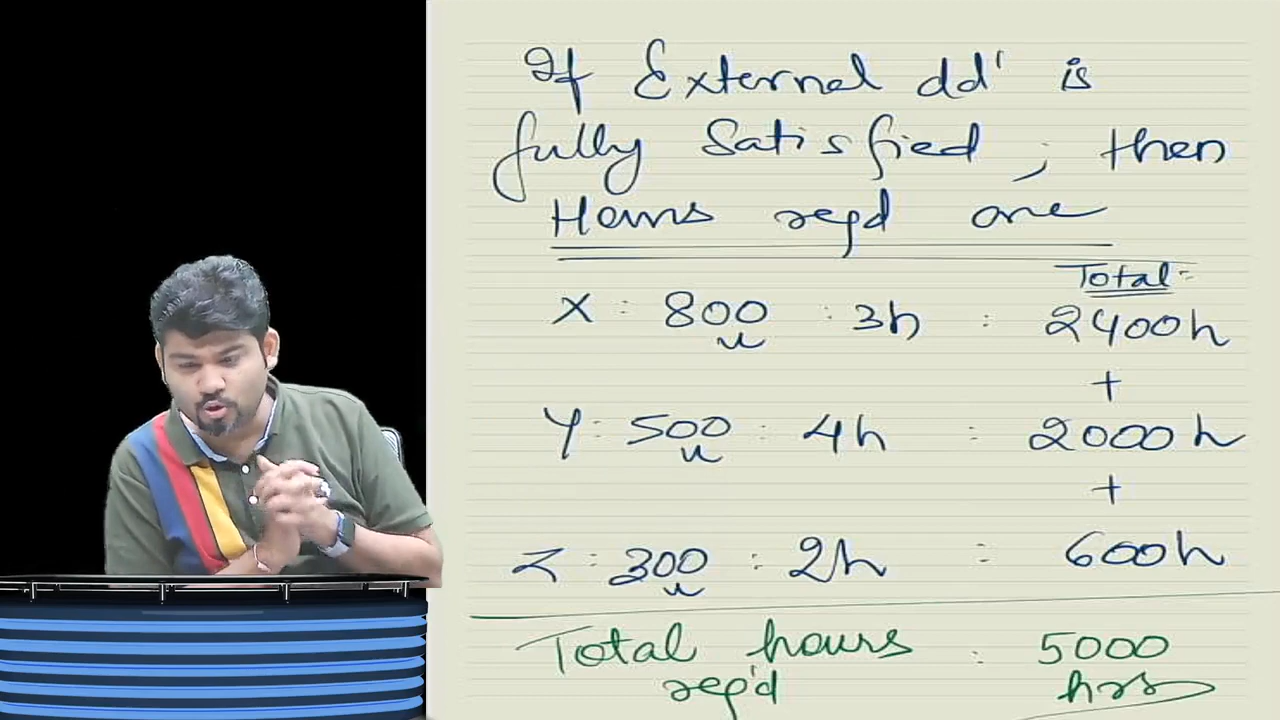 If External dd' is
fully Satisfied, then
Hours reqd are
Total:
X : 800 u : 3h : 2400h
+
Y : 500 u : 4h : 2000h
+
Z : 300 u : 2h = 600h
Total hours req'd : 5000 hrs